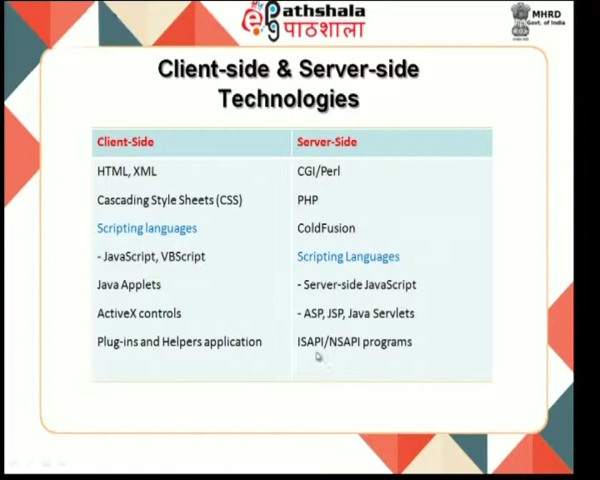 ePathshala
पाठशाला
MHRD
Govt. of India
Client-side & Server-side
Technologies
Client-Side
Server-Side
HTML, XML
CGI/Perl
Cascading Style Sheets (CSS)
PHP
Scripting languages
ColdFusion
- JavaScript, VBScript
Scripting Languages
Java Applets
- Server-side JavaScript
ActiveX controls
- ASP, JSP, Java Servlets
Plug-ins and Helpers application
ISAPI/NSAPI programs